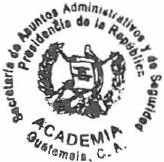 Secretaría de Asuntos Administrativos y de Seguridad
Presidencia de la República
ACADEMIA
Guatemala, C. A.